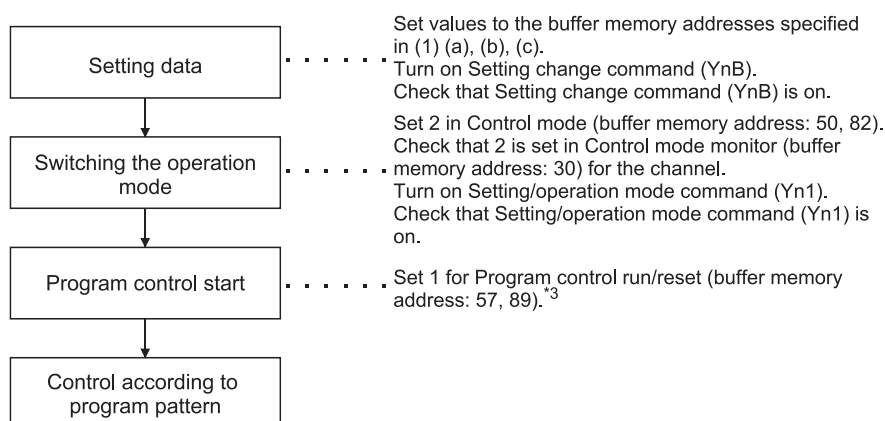 Setting data
Set values to the buffer memory addresses specified
in (1) (a), (b), (c).
Turn on Setting change command (YnB).
Check that Setting change command (YnB) is on.
Switching the operation
mode
Set 2 in Control mode (buffer memory address: 50, 82).
Check that 2 is set in Control mode monitor (buffer
memory address: 30) for the channel.
Turn on Setting/operation mode command (Yn1).
Check that Setting/operation mode command (Yn1) is
on.
Program control start
Set 1 for Program control run/reset (buffer memory
address: 57, 89).*3
Control according to
program pattern